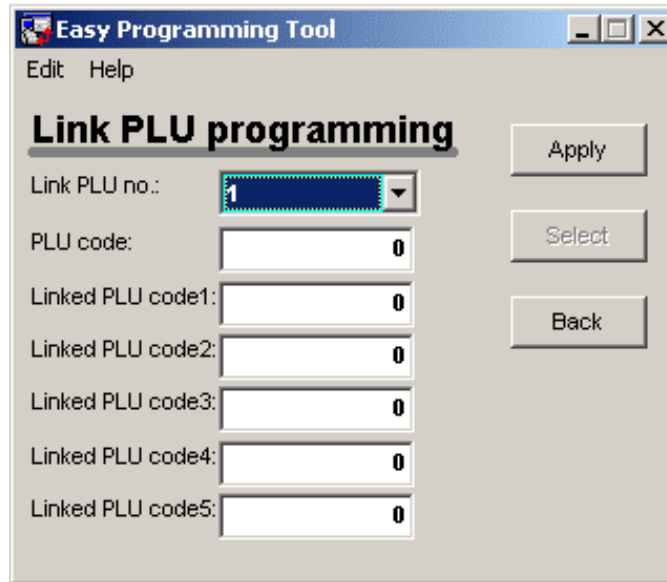 Easy Programming Tool
Edit Help
Link PLU programming
Link PLU no.: 1
PLU code: 0
Linked PLU code1: 0
Linked PLU code2: 0
Linked PLU code3: 0
Linked PLU code4: 0
Linked PLU code5: 0
Apply
Select
Back